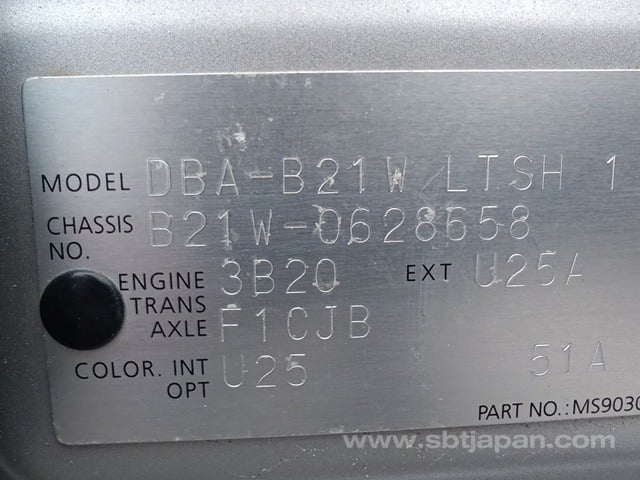 MODEL DBA-B21W LTSH 1
CHASSIS NO. B21W-0628658
ENGINE 3B20 EXT U25A
TRANS AXLE F1CJB
COLOR. INT OPT U25 51A
PART NO.: MS9030
www.sbtjapan.com